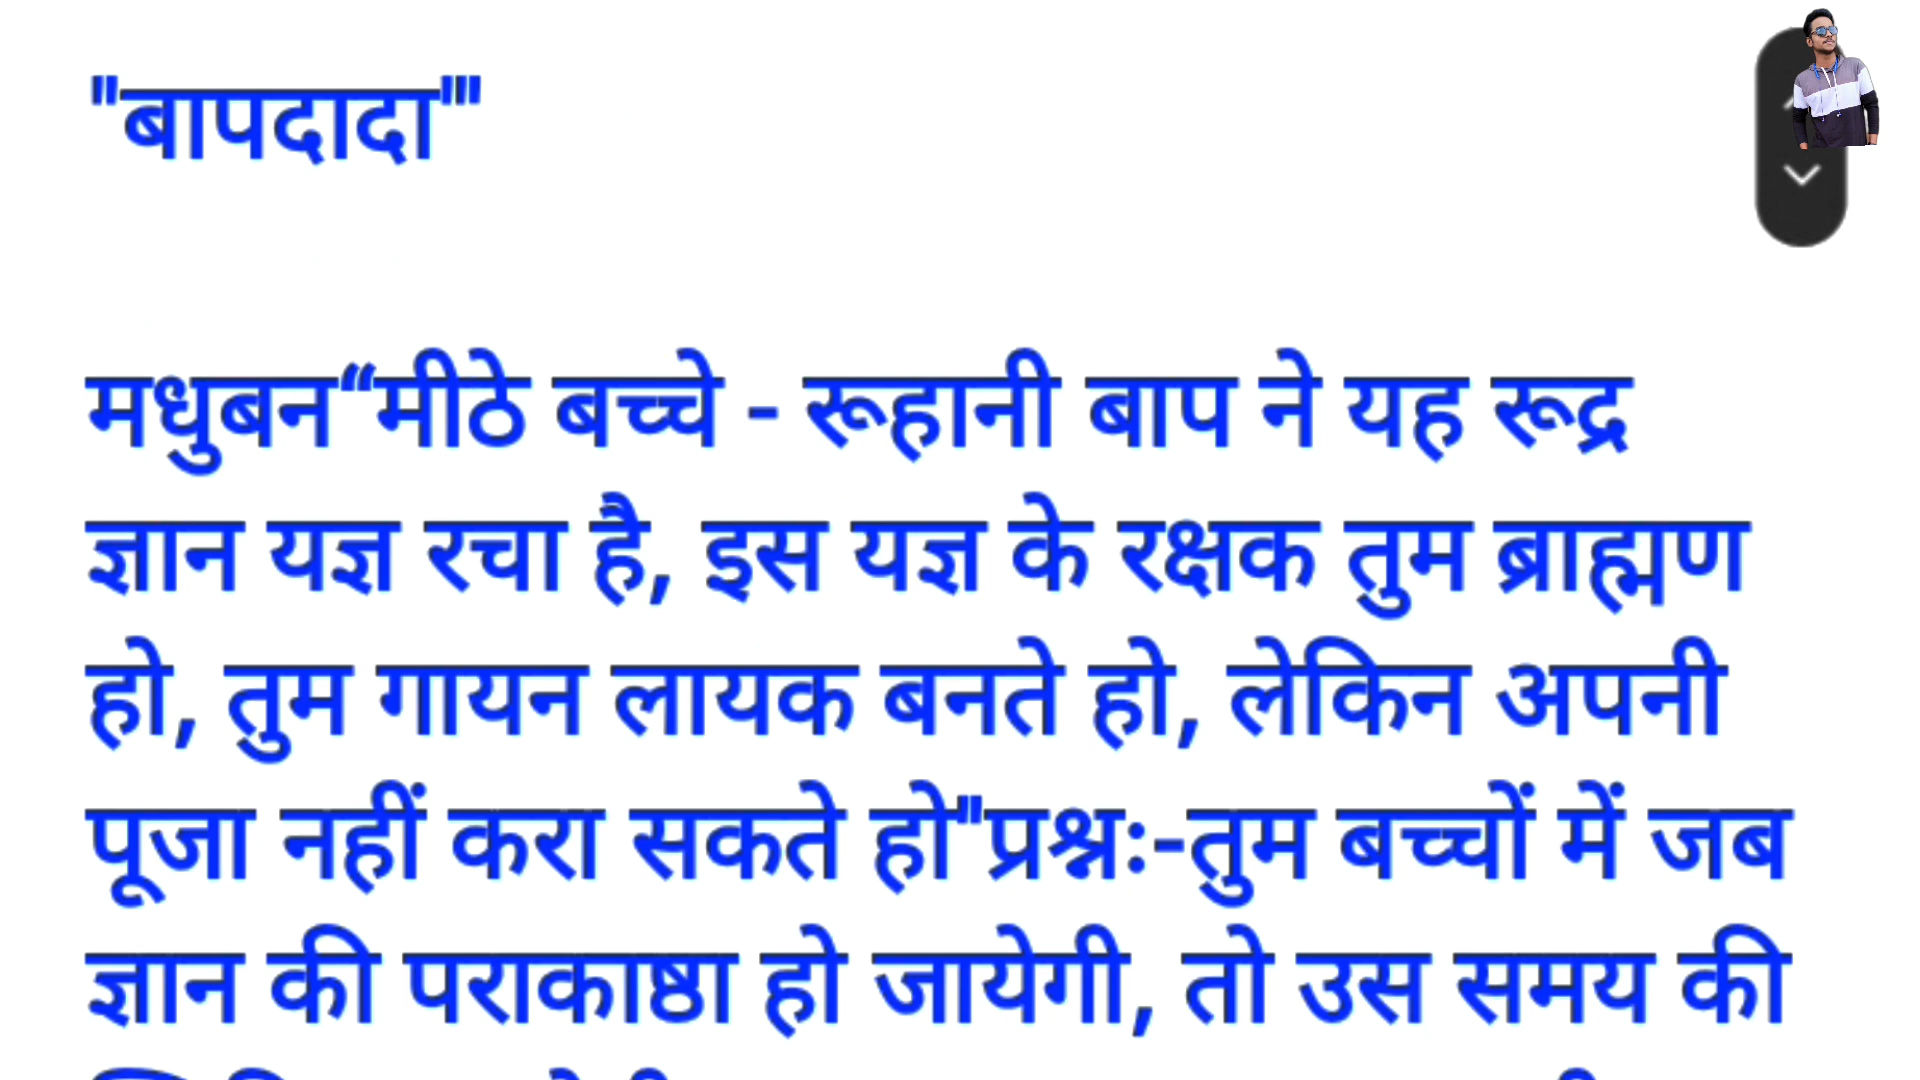 "बापदादा'"
मधुबन“मीठे बच्चे - रूहानी बाप ने यह रूद्र
ज्ञान यज्ञ रचा है, इस यज्ञ के रक्षक तुम ब्राह्मण
हो, तुम गायन लायक बनते हो, लेकिन अपनी
पूजा नहीं करा सकते हो"प्रश्नः-तुम बच्चों में जब
ज्ञान की पराकाष्ठा हो जायेगी, तो उस समय की